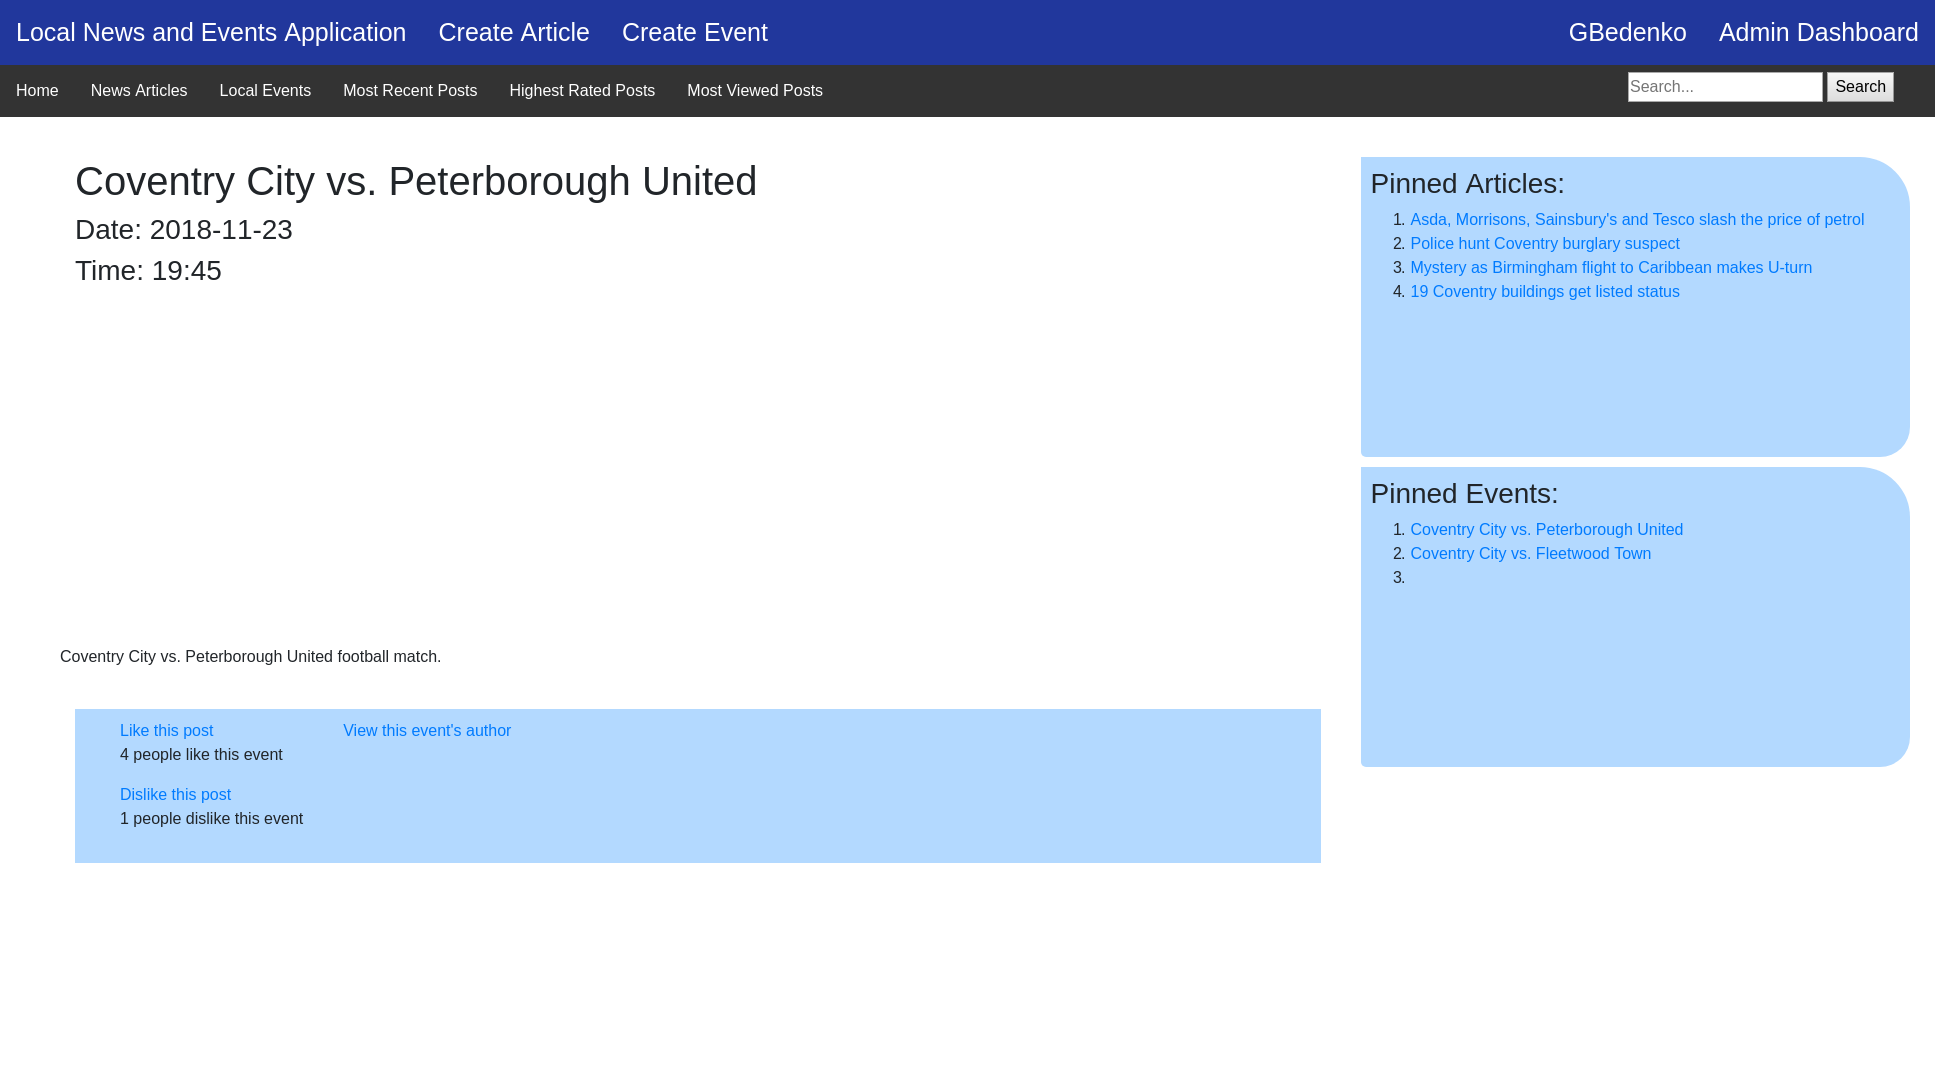 Local News and Events Application Create Article Create Event GBedenko Admin Dashboard
Home News Articles Local Events Most Recent Posts Highest Rated Posts Most Viewed Posts Search... Search
Coventry City vs. Peterborough United
Date: 2018-11-23
Time: 19:45
Coventry City vs. Peterborough United football match.
Like this post View this event's author
4 people like this event
Dislike this post
1 people dislike this event
Pinned Articles:
1. Asda, Morrisons, Sainsbury's and Tesco slash the price of petrol
2. Police hunt Coventry burglary suspect
3. Mystery as Birmingham flight to Caribbean makes U-turn
4. 19 Coventry buildings get listed status
Pinned Events:
1. Coventry City vs. Peterborough United
2. Coventry City vs. Fleetwood Town
3.